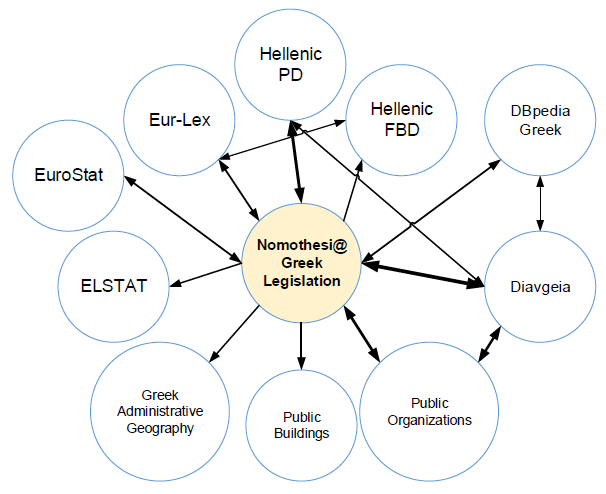 Hellenic
PD
Eur-Lex
Hellenic
FBD
DBpedia
Greek
EuroStat
Nomothesi@
Greek
Legislation
ELSTAT
Diavgeia
Greek
Administrative
Geography
Public
Buildings
Public
Organizations